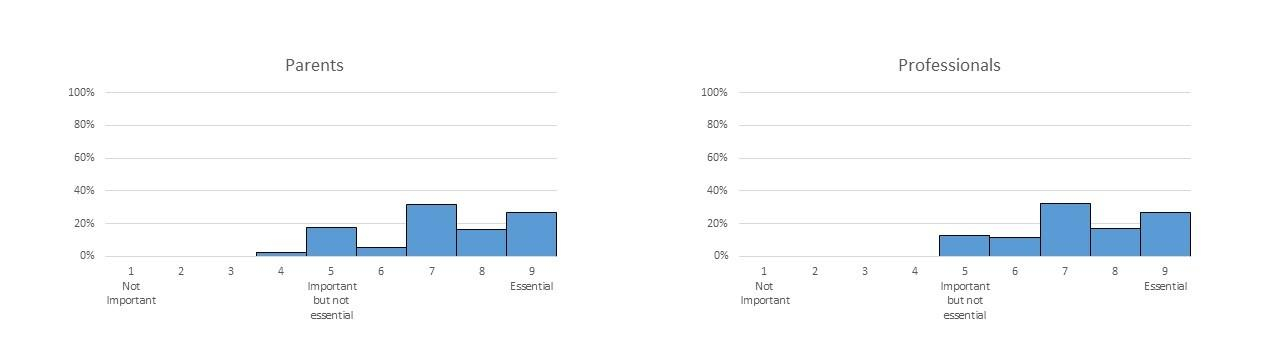 Parents
100%
80%
60%
40%
20%
0%
1 2 3 4 5 6 7 8 9
Not Important Essential
Important but not
essential
Professionals
100%
80%
60%
40%
20%
0%
1 2 3 4 5 6 7 8 9
Not Important Essential
Important but not
essential